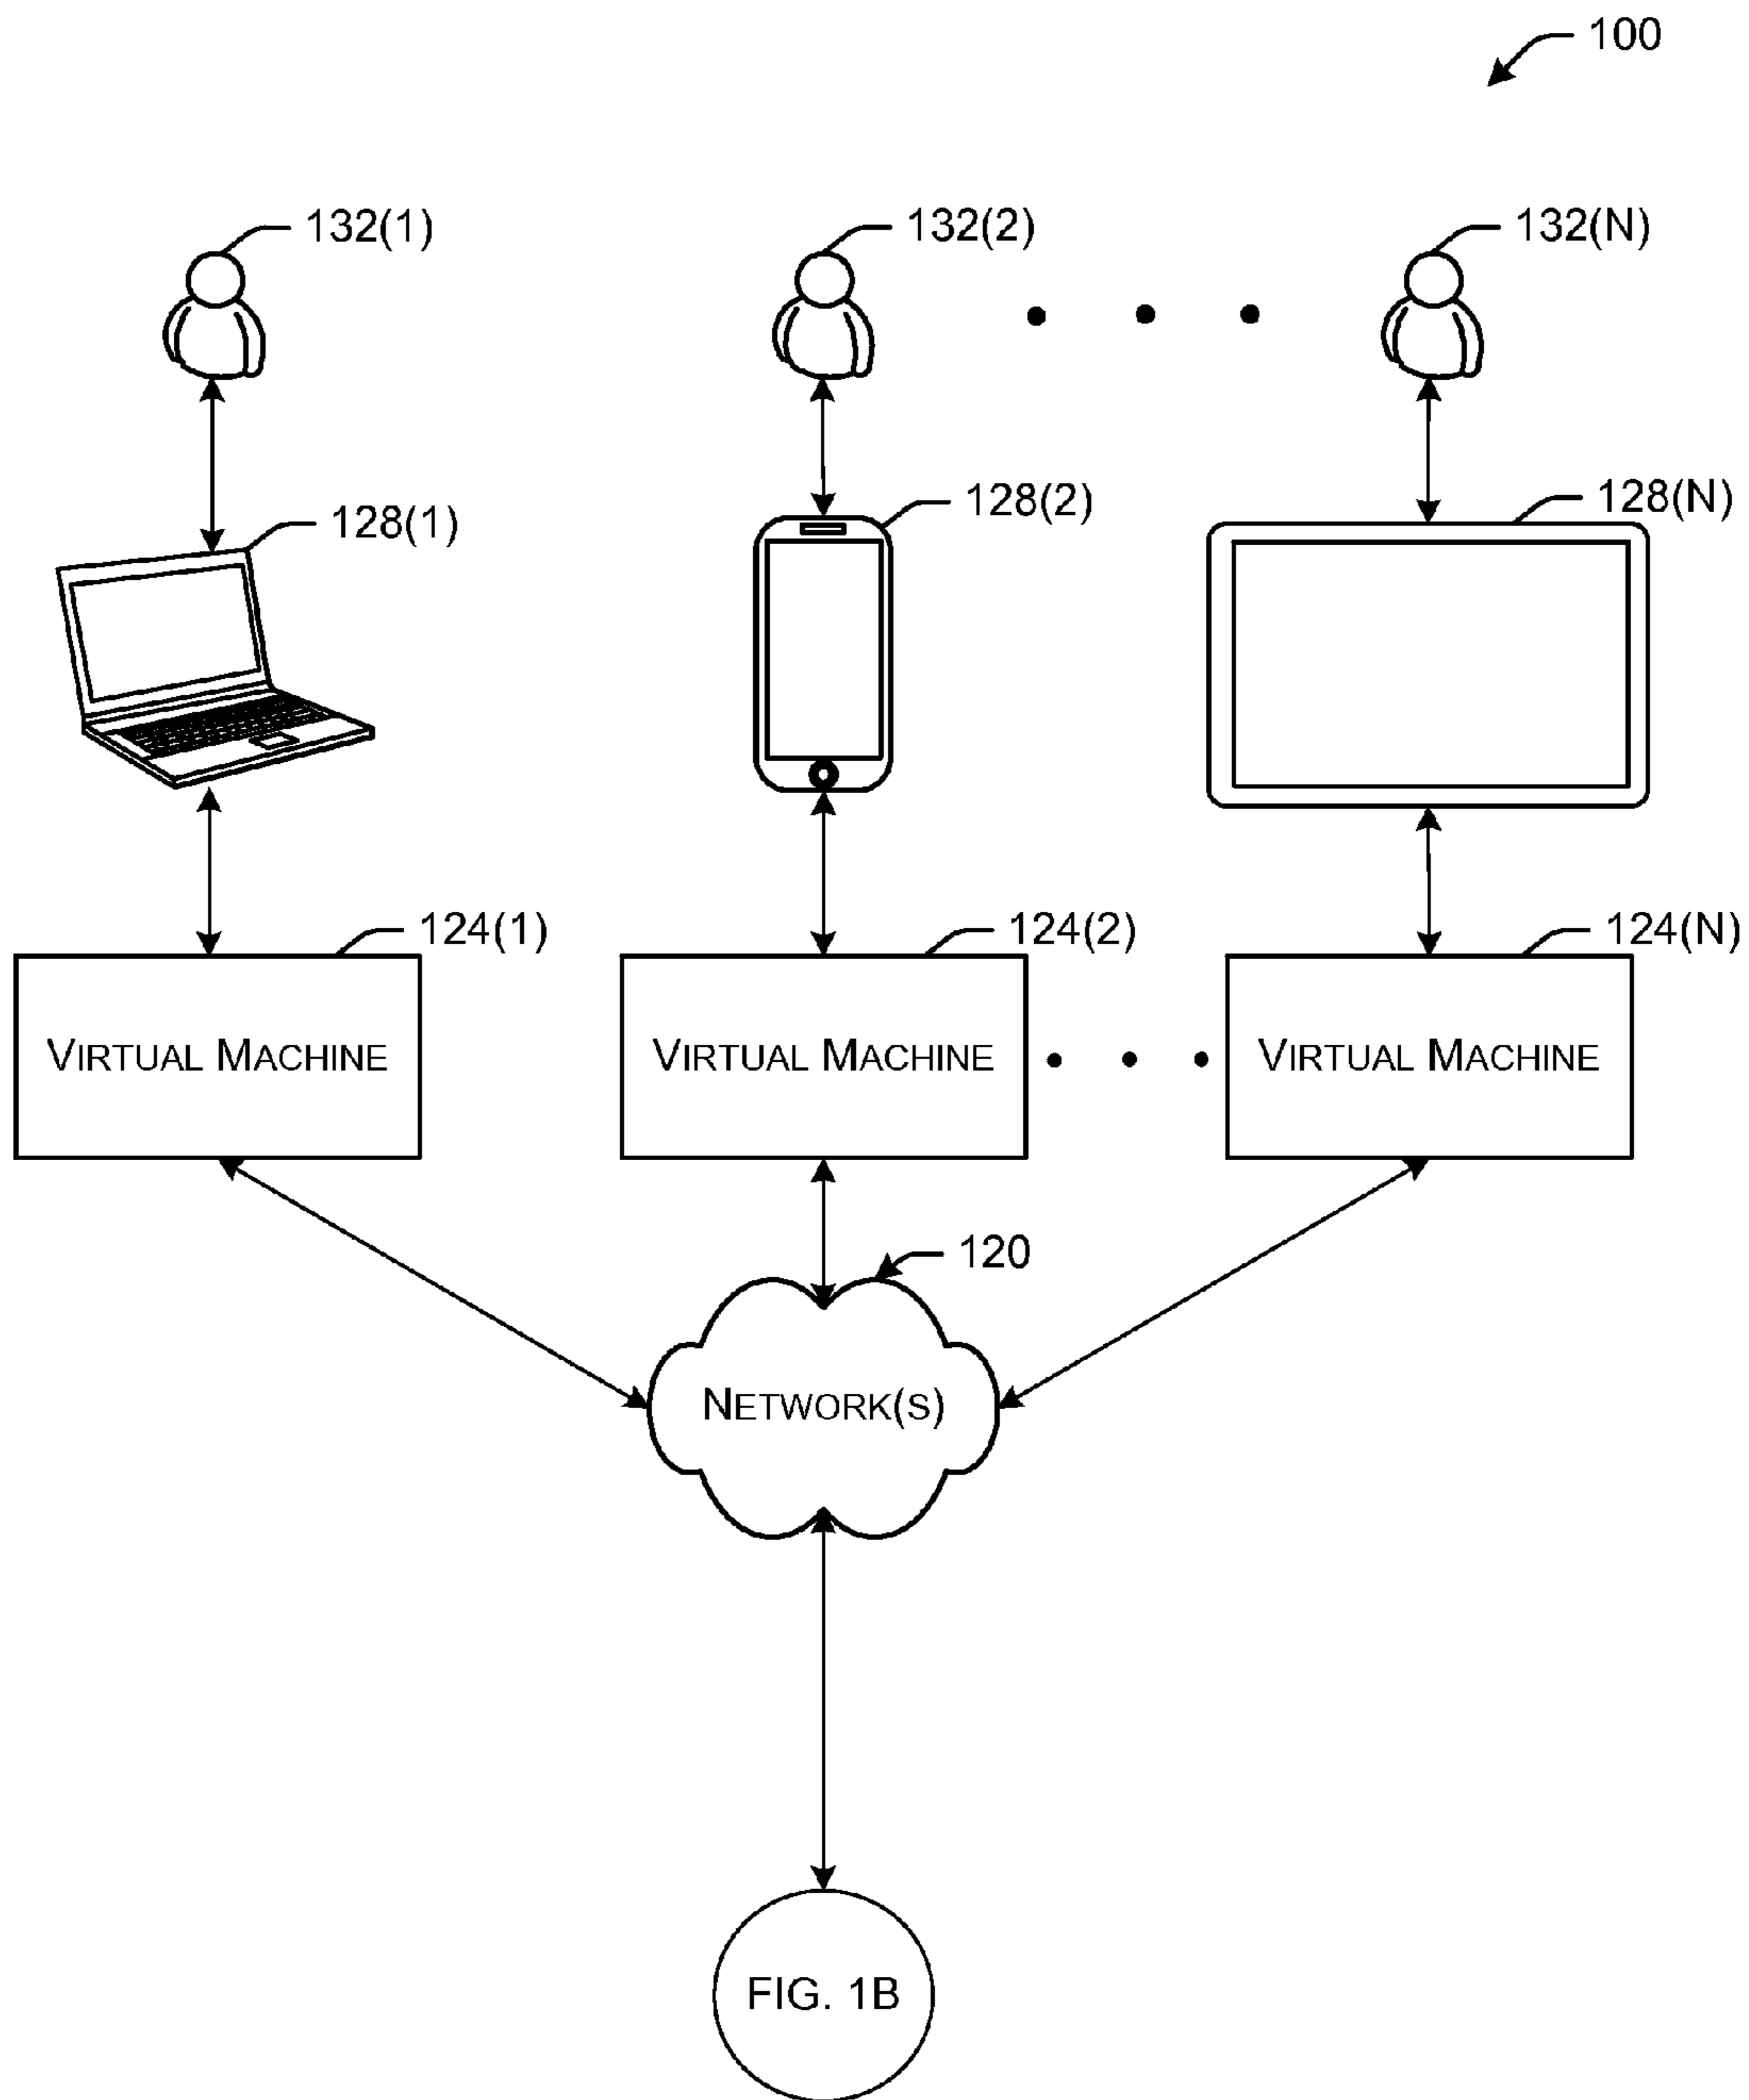 100
132(1)
132(2)
132(N)
128(1)
128(2)
128(N)
124(1)
124(2)
124(N)
VIRTUAL MACHINE
VIRTUAL MACHINE
VIRTUAL MACHINE
120
NETWORK(S)
FIG. 1B